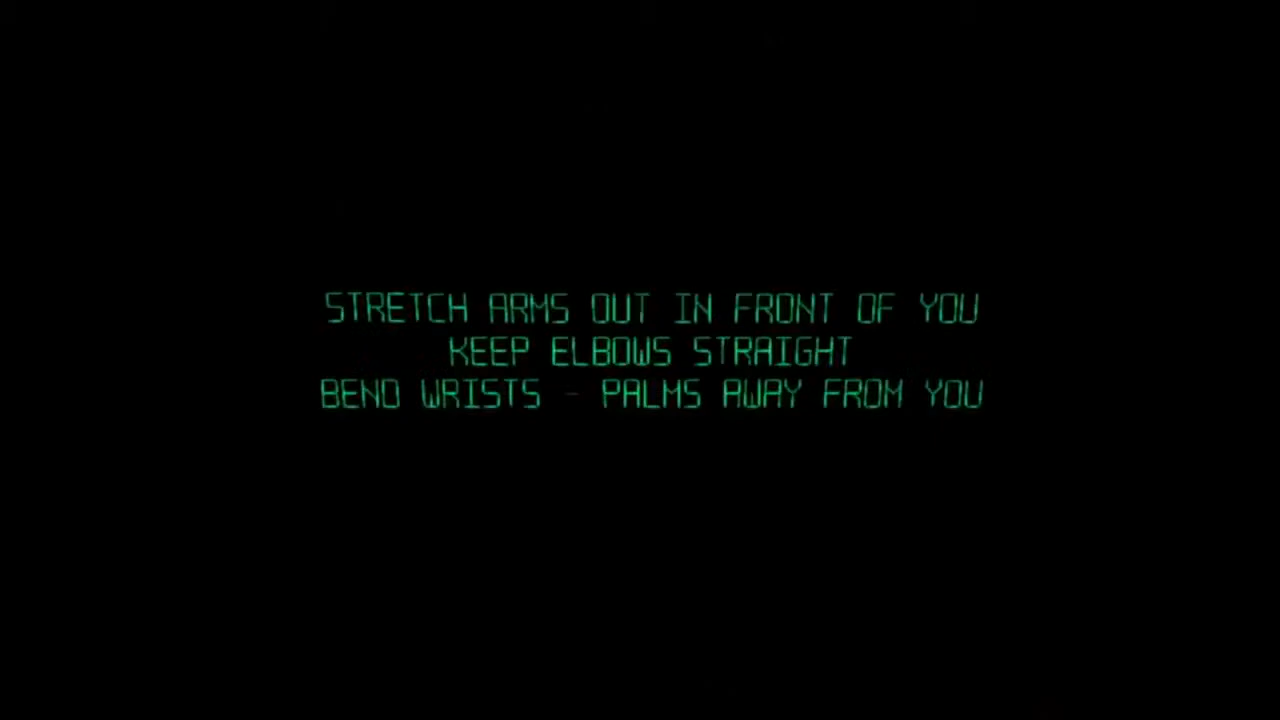 STRETCH ARMS OUT IN FRONT OF YOU
KEEP ELBOWS STRAIGHT
BEND WRISTS - PALMS AWAY FROM YOU